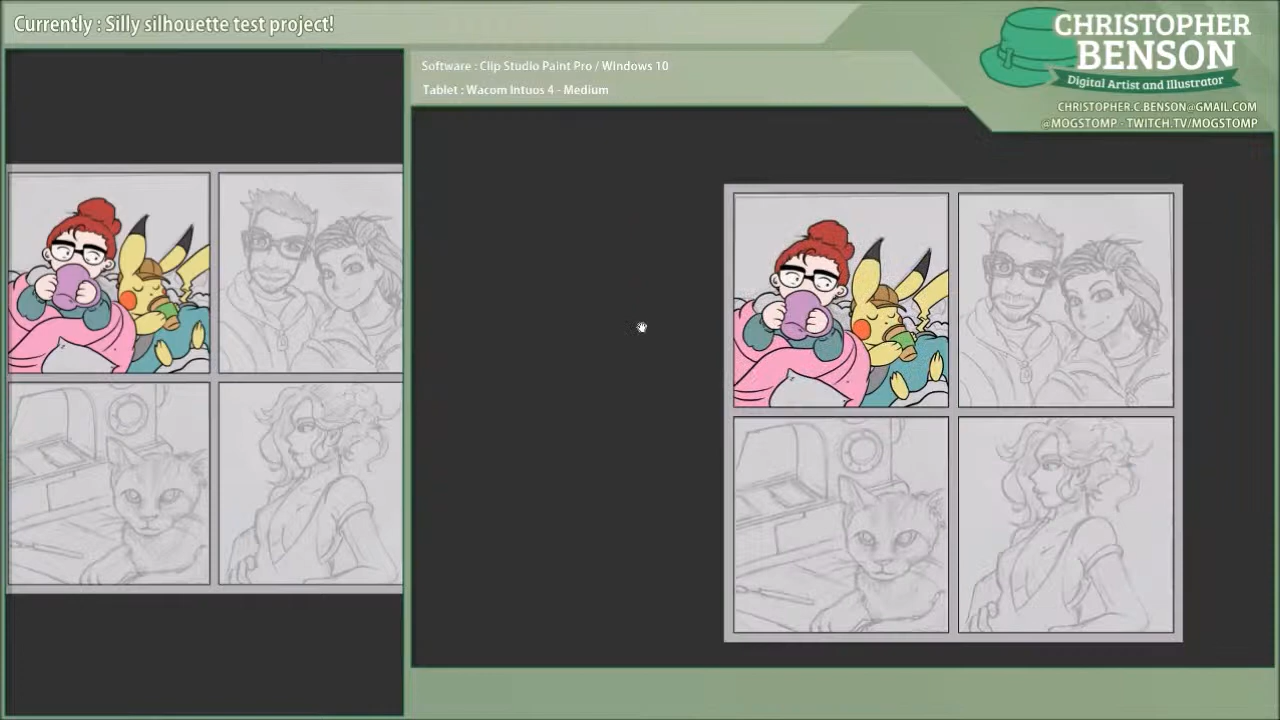 Currently : Silly silhouette test project!
Software : Clip Studio Paint Pro / Windows 10
Tablet : Wacom Intuos 4 - Medium
CHRISTOPHER
BENSON
Digital Artist and Illustrator
CHRISTOPHER.C.BENSON@GMAIL.COM
@MOGSTOMP - TWITCH.TV/MOGSTOMP